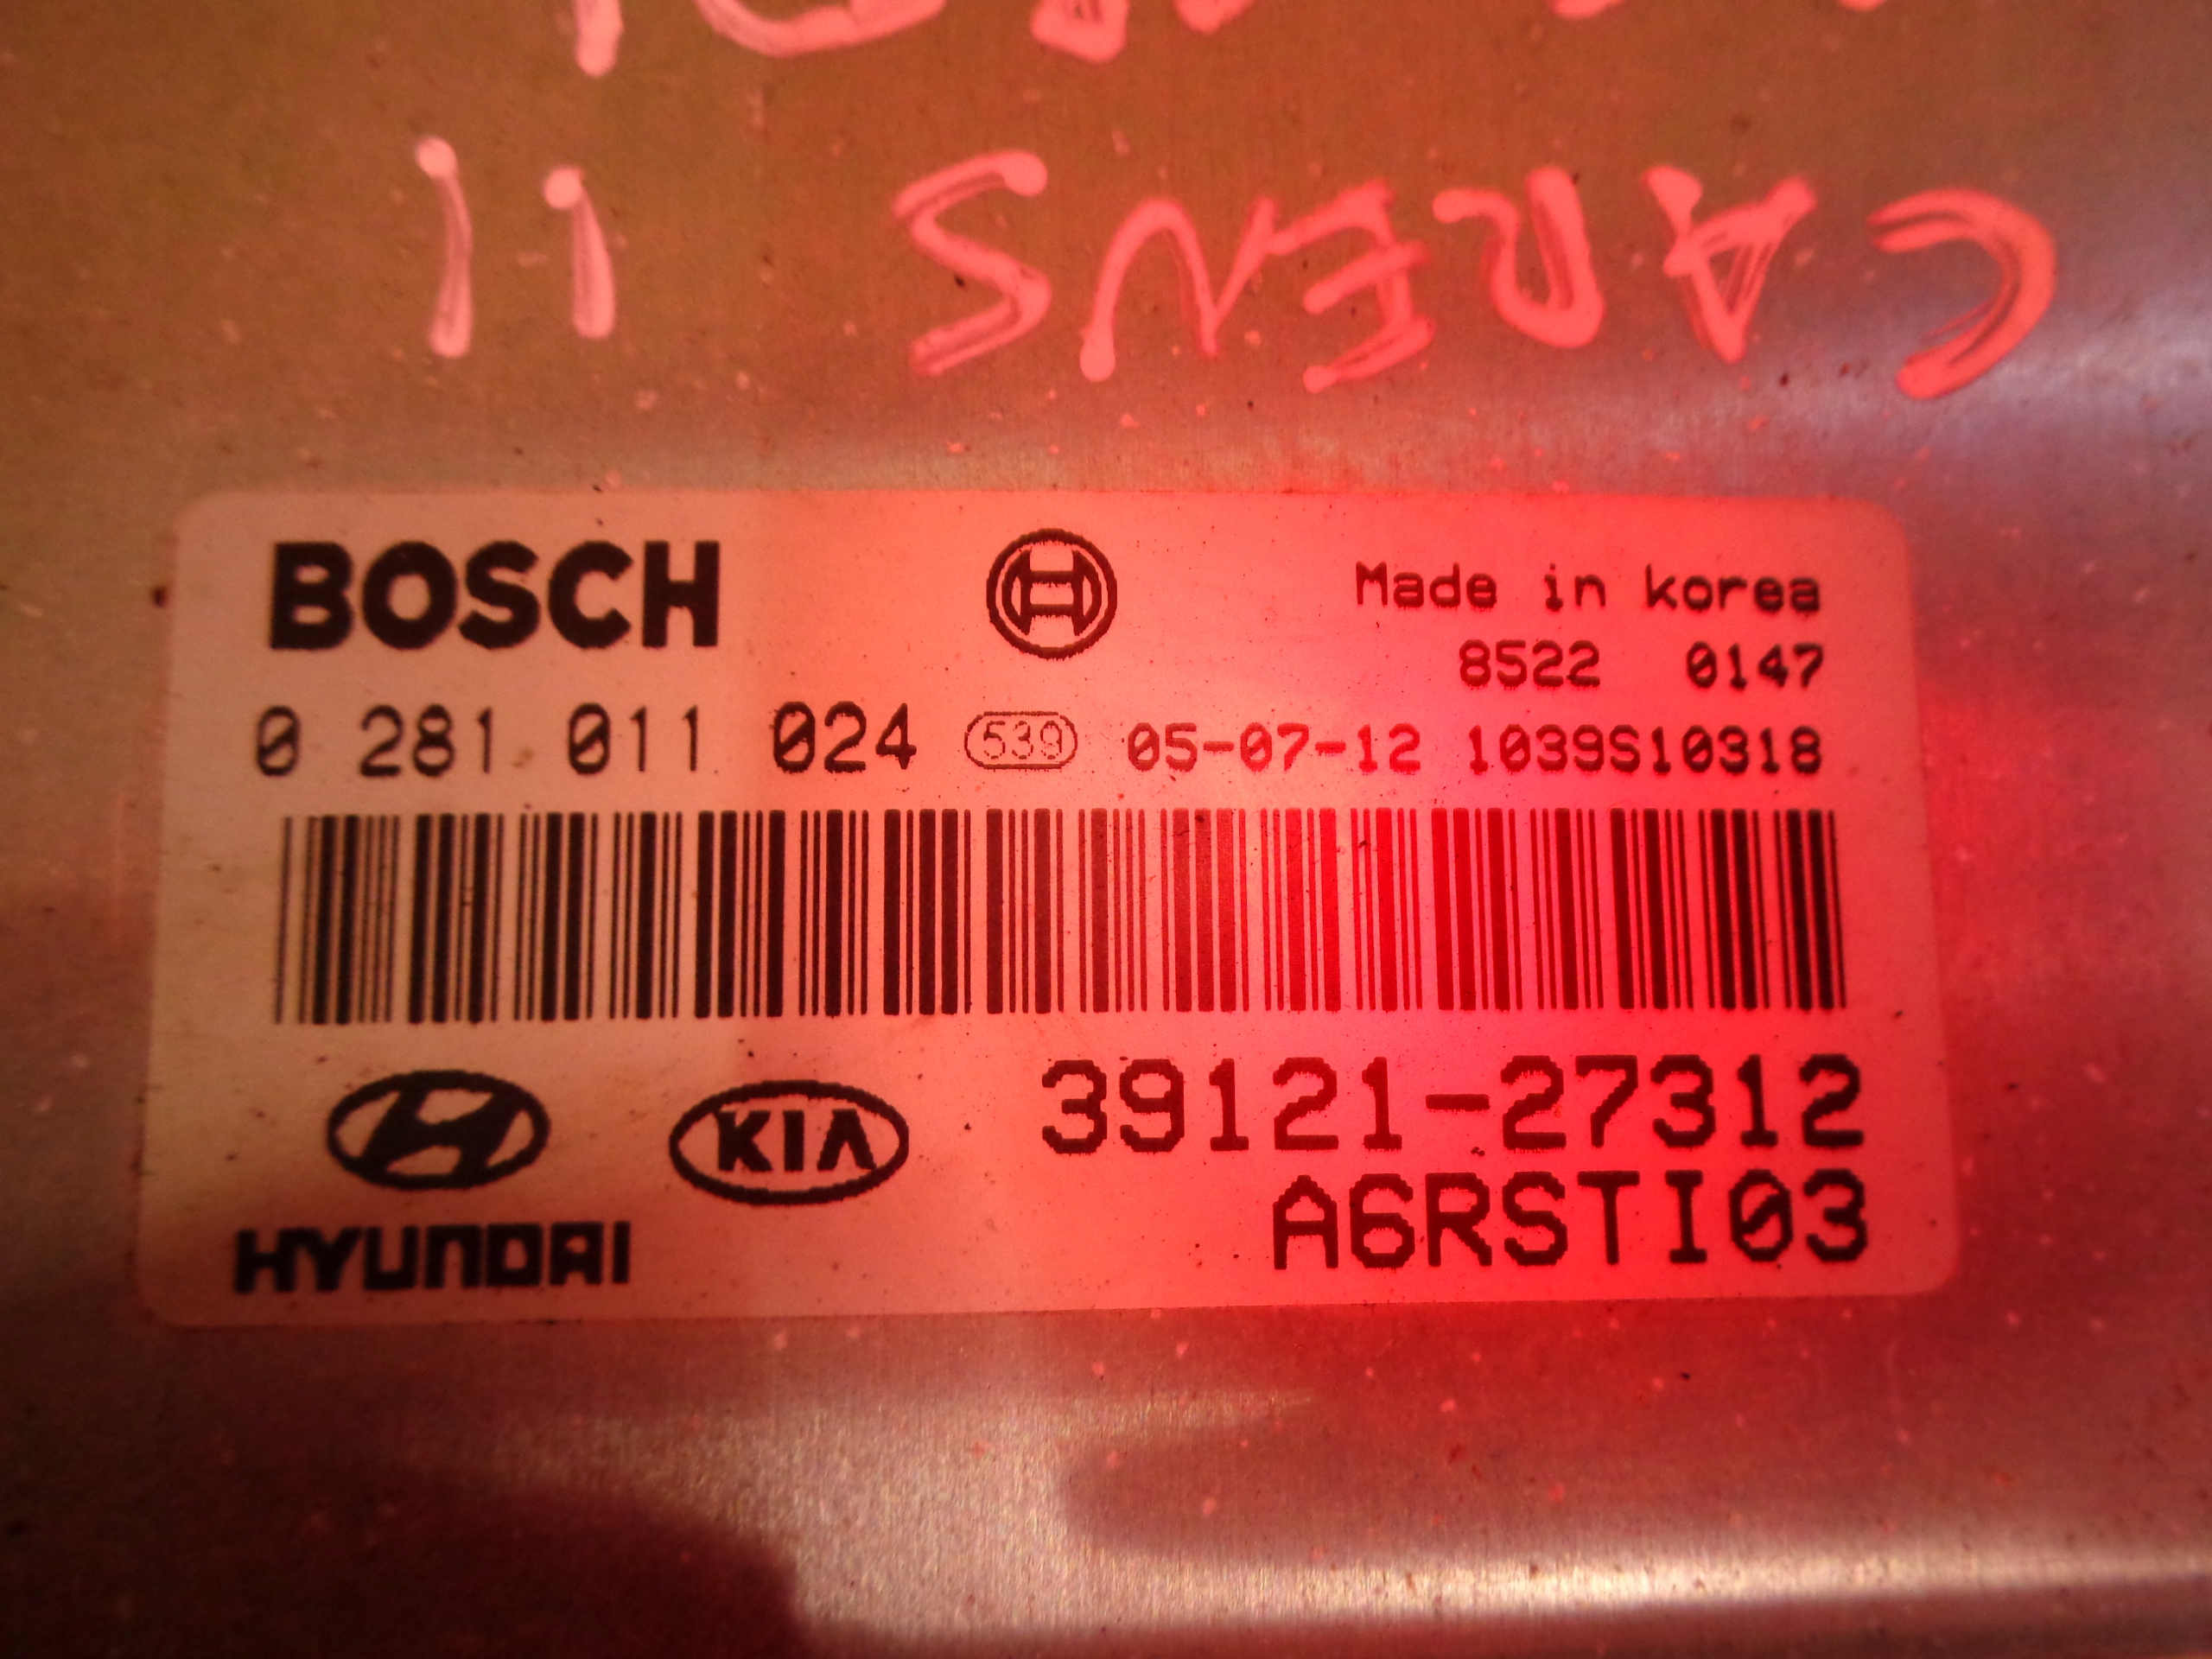 CARENS II
BOSCH
Made in korea
8522 0147
0 281 011 024 539 05-07-12 1039S10318
39121-27312
KIA
A6RSTI03
HYUNDAI